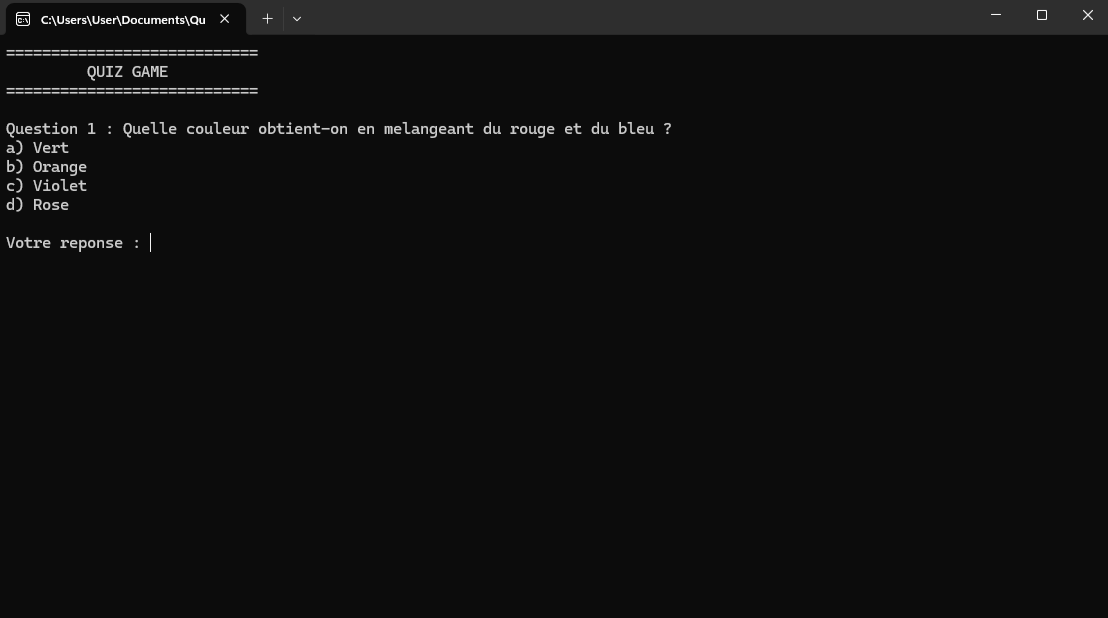 C:\Users\User\Documents\Qu
============================
QUIZ GAME
============================
Question 1 : Quelle couleur obtient-on en melangeant du rouge et du bleu ?
a) Vert
b) Orange
c) Violet
d) Rose
Votre reponse :